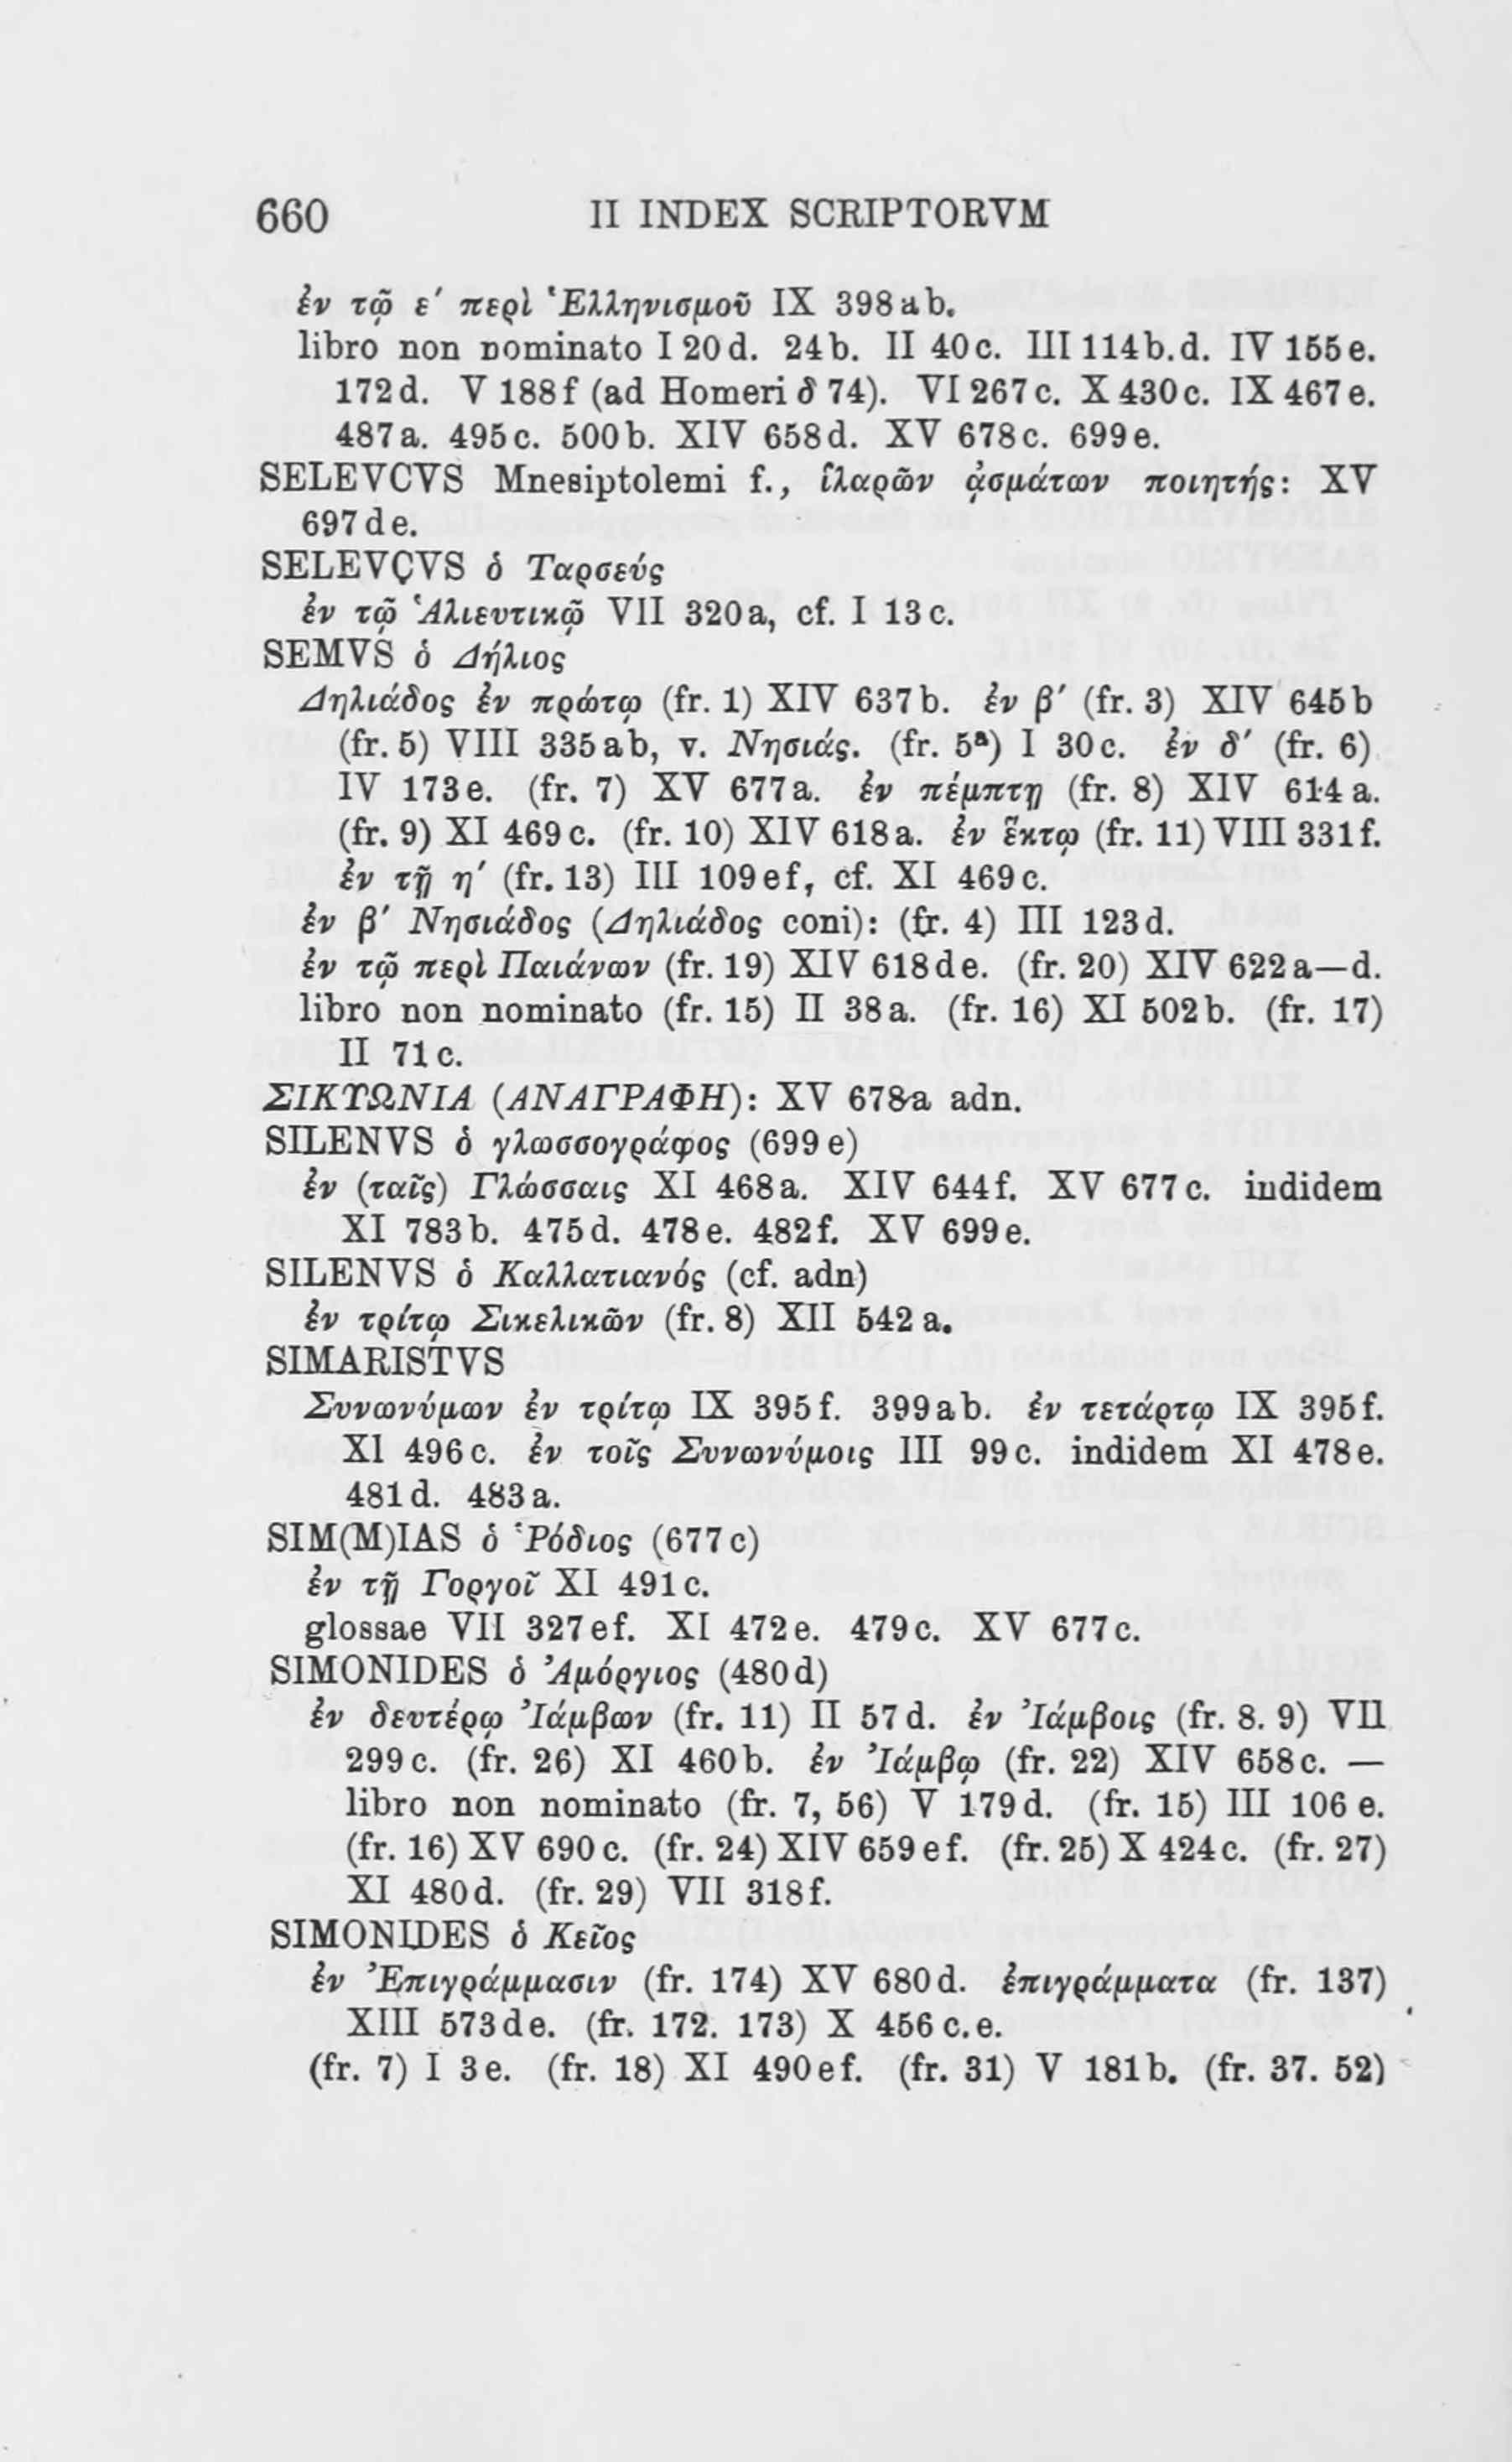 660 II INDEX SCRIPTORVM
ἐν τῷ ε′ περὶ Ἑλληνισμοῦ IX 398ab.
libro non nominato I 20d. 24b. II 40c. III 114b.d. IV 155e.
172d. V 188f (ad Homeri δ 74). VI 267c. X 430c. IX 467e.
487a. 495c. 500b. XIV 658d. XV 678c. 699e.
SELEVCVS Mnesiptolemi f., ἱλαρῶν ᾀσμάτων ποιητής: XV
697de.
SELEVCVS ὁ Ταρσεύς
ἐν τῷ Ἁλιευτικῷ VII 320a, cf. I 13c.
SEMVS ὁ Δήλιος
Δηλιάδος ἐν πρώτῳ (fr. 1) XIV 637b. ἐν β′ (fr. 3) XIV 645b
(fr. 5) VIII 335ab, v. Νησιάς. (fr. 5ª) I 30c. ἐν δ′ (fr. 6)
IV 173e. (fr. 7) XV 677a. ἐν πέμπτῃ (fr. 8) XIV 614a.
(fr. 9) XI 469c. (fr. 10) XIV 618a. ἐν ἕκτῳ (fr. 11) VIII 331f.
ἐν τῇ η′ (fr. 13) III 109ef, cf. XI 469c.
ἐν β′ Νησιάδος (Δηλιάδος coni): (fr. 4) III 123d.
ἐν τῷ περὶ Παιάνων (fr. 19) XIV 618de. (fr. 20) XIV 622a—d.
libro non nominato (fr. 15) II 38a. (fr. 16) XI 502b. (fr. 17)
II 71c.
ΣΙΚΥΩΝΙΑ (ΑΝΑΓΡΑΦΗ): XV 678a adn.
SILENVS ὁ γλωσσογράφος (699e)
ἐν (ταῖς) Γλώσσαις XI 468a. XIV 644f. XV 677c. indidem
XI 783b. 475d. 478e. 482f. XV 699e.
SILENVS ὁ Καλλατιανός (cf. adn)
ἐν τρίτῳ Σικελικῶν (fr. 8) XII 542a.
SIMARISTVS
Συνωνύμων ἐν τρίτῳ IX 395f. 399ab. ἐν τετάρτῳ IX 395f.
XI 496c. ἐν τοῖς Συνωνύμοις III 99c. indidem XI 478e.
481d. 483a.
SIM(M)IAS ὁ Ῥόδιος (677c)
ἐν τῇ Γοργοῖ XI 491c.
glossae VII 327ef. XI 472e. 479c. XV 677c.
SIMONIDES ὁ Ἀμόργιος (480d)
ἐν δευτέρῳ Ἰάμβων (fr. 11) II 57d. ἐν Ἰάμβοις (fr. 8. 9) VII
299c. (fr. 26) XI 460b. ἐν Ἰάμβῳ (fr. 22) XIV 658c. —
libro non nominato (fr. 7, 56) V 179d. (fr. 15) III 106e.
(fr. 16) XV 690c. (fr. 24) XIV 659ef. (fr. 25) X 424c. (fr. 27)
XI 480d. (fr. 29) VII 318f.
SIMONIDES ὁ Κεῖος
ἐν Ἐπιγράμμασιν (fr. 174) XV 680d. ἐπιγράμματα (fr. 137)
XIII 573de. (fr. 172. 173) X 456c.e.
(fr. 7) I 3e. (fr. 18) XI 490ef. (fr. 31) V 181b. (fr. 37. 52)